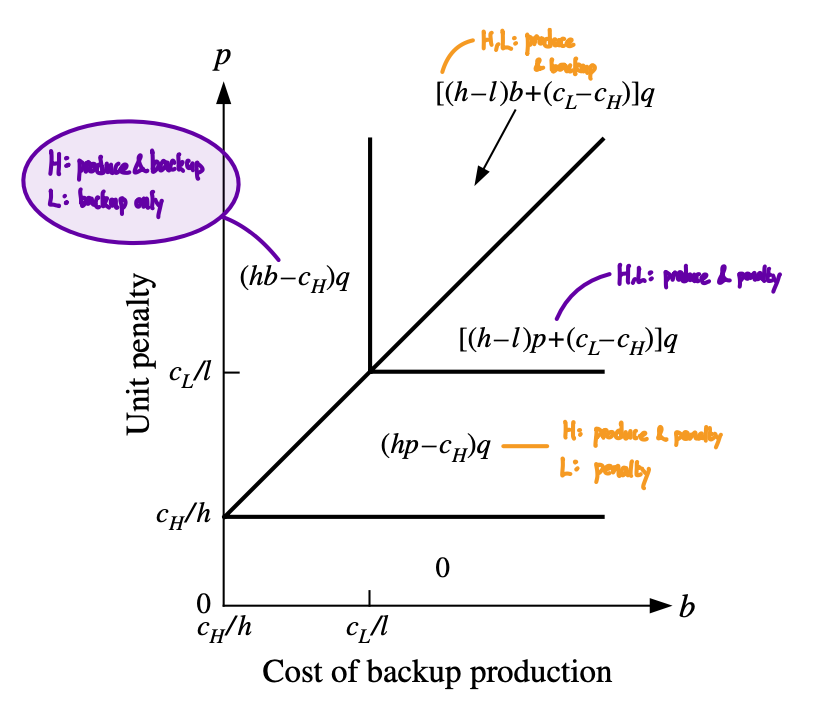 H,L: produce
& backup
p
[(h–l)b+(c_L–c_H)]q
H: produce & backup
L: backup only
(hb–c_H)q
H,L: produce & penalty
[(h–l)p+(c_L–c_H)]q
Unit penalty
c_L/l
(hp–c_H)q
H: produce & penalty
L: penalty
c_H/h
0
0
b
c_H/h
c_L/l
Cost of backup production